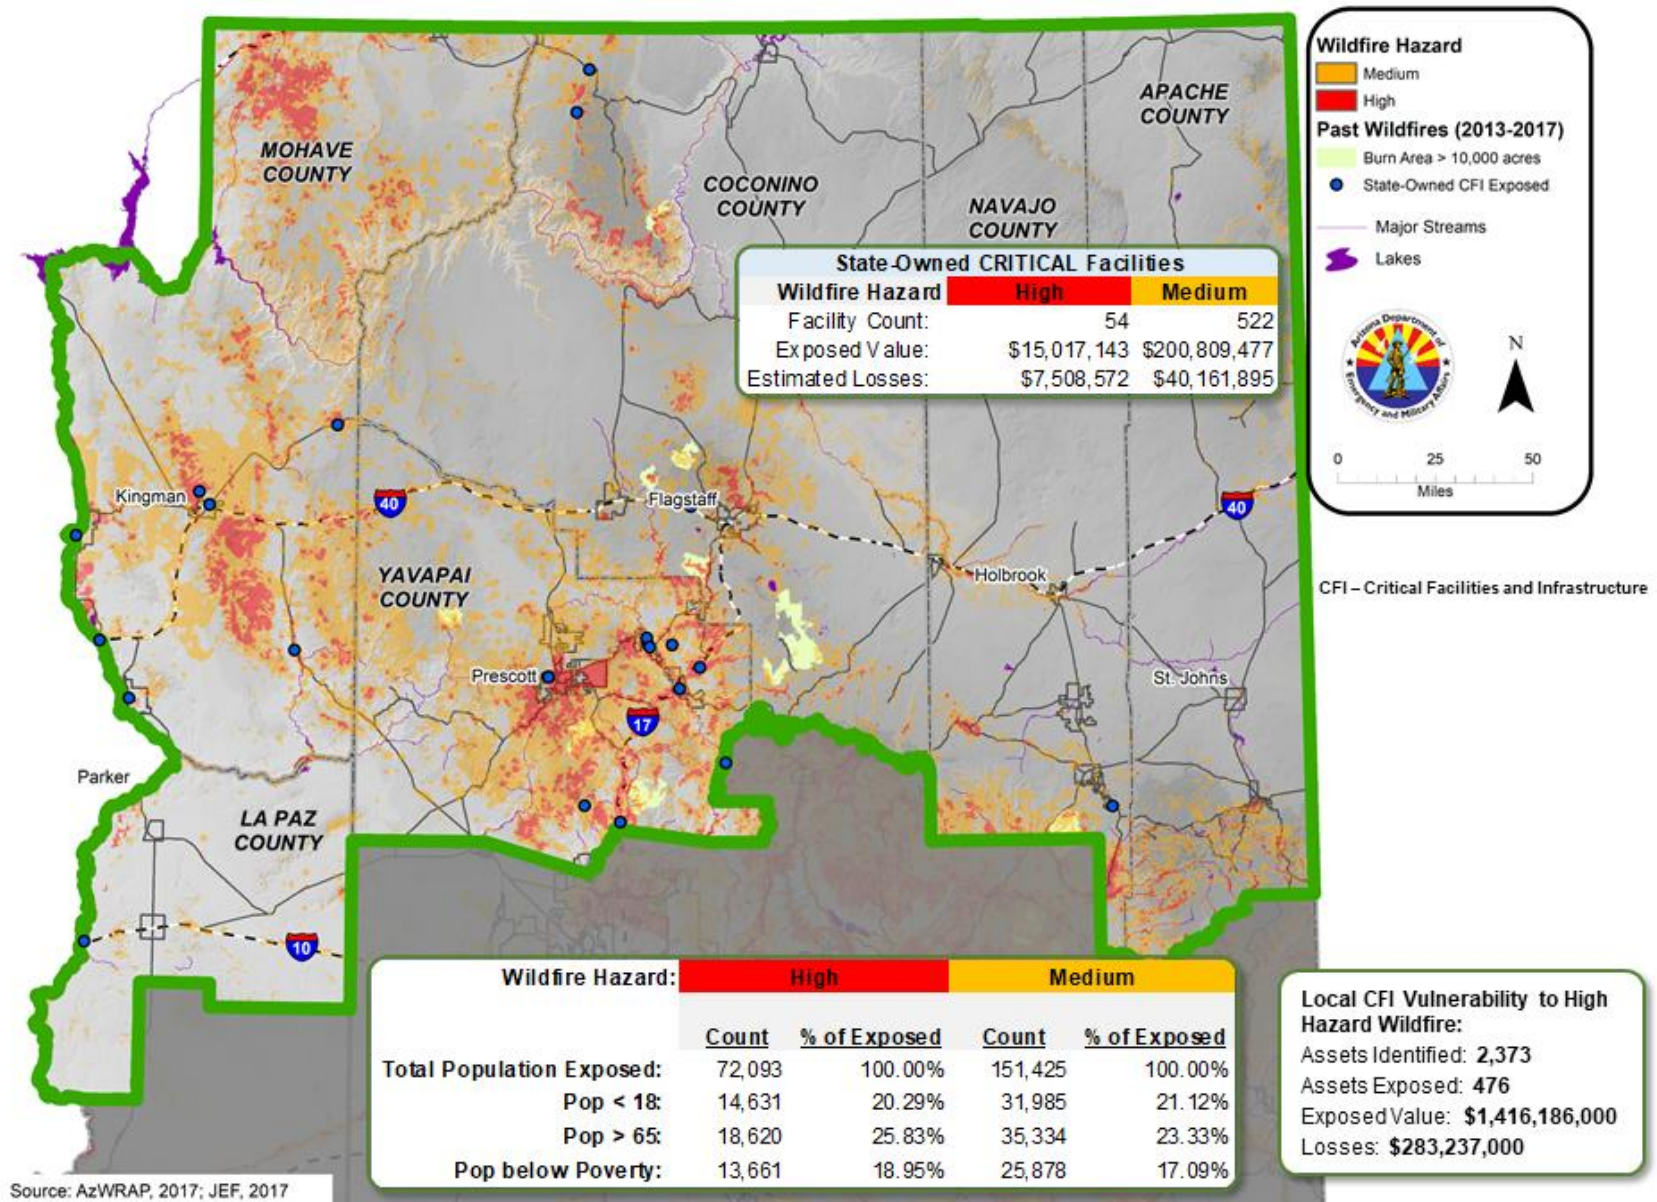 MOHAVE
COUNTY
COCONINO
COUNTY
NAVAJO
COUNTY
APACHE
COUNTY
State-Owned CRITICAL Facilities
Wildfire Hazard High Medium
Facility Count: 54 522
Exposed Value: $15,017,143 $200,809,477
Estimated Losses: $7,508,572 $40,161,895
Kingman
40
Flagstaff
40
Holbrook
YAVAPAI
COUNTY
Prescott
17
St. Johns
Parker
LA PAZ
COUNTY
10
Wildfire Hazard: High Medium
Count % of Exposed Count % of Exposed
Total Population Exposed: 72,093 100.00% 151,425 100.00%
Pop < 18: 14,631 20.29% 31,985 21.12%
Pop > 65: 18,620 25.83% 35,334 23.33%
Pop below Poverty: 13,661 18.95% 25,878 17.09%
Source: AzWRAP, 2017; JEF, 2017
Wildfire Hazard
Medium
High
Past Wildfires (2013-2017)
Burn Area > 10,000 acres
State-Owned CFI Exposed
Major Streams
Lakes
Arizona Department of
Emergency and Military Affairs
N
0 25 50
Miles
CFI – Critical Facilities and Infrastructure
Local CFI Vulnerability to High
Hazard Wildfire:
Assets Identified: 2,373
Assets Exposed: 476
Exposed Value: $1,416,186,000
Losses: $283,237,000